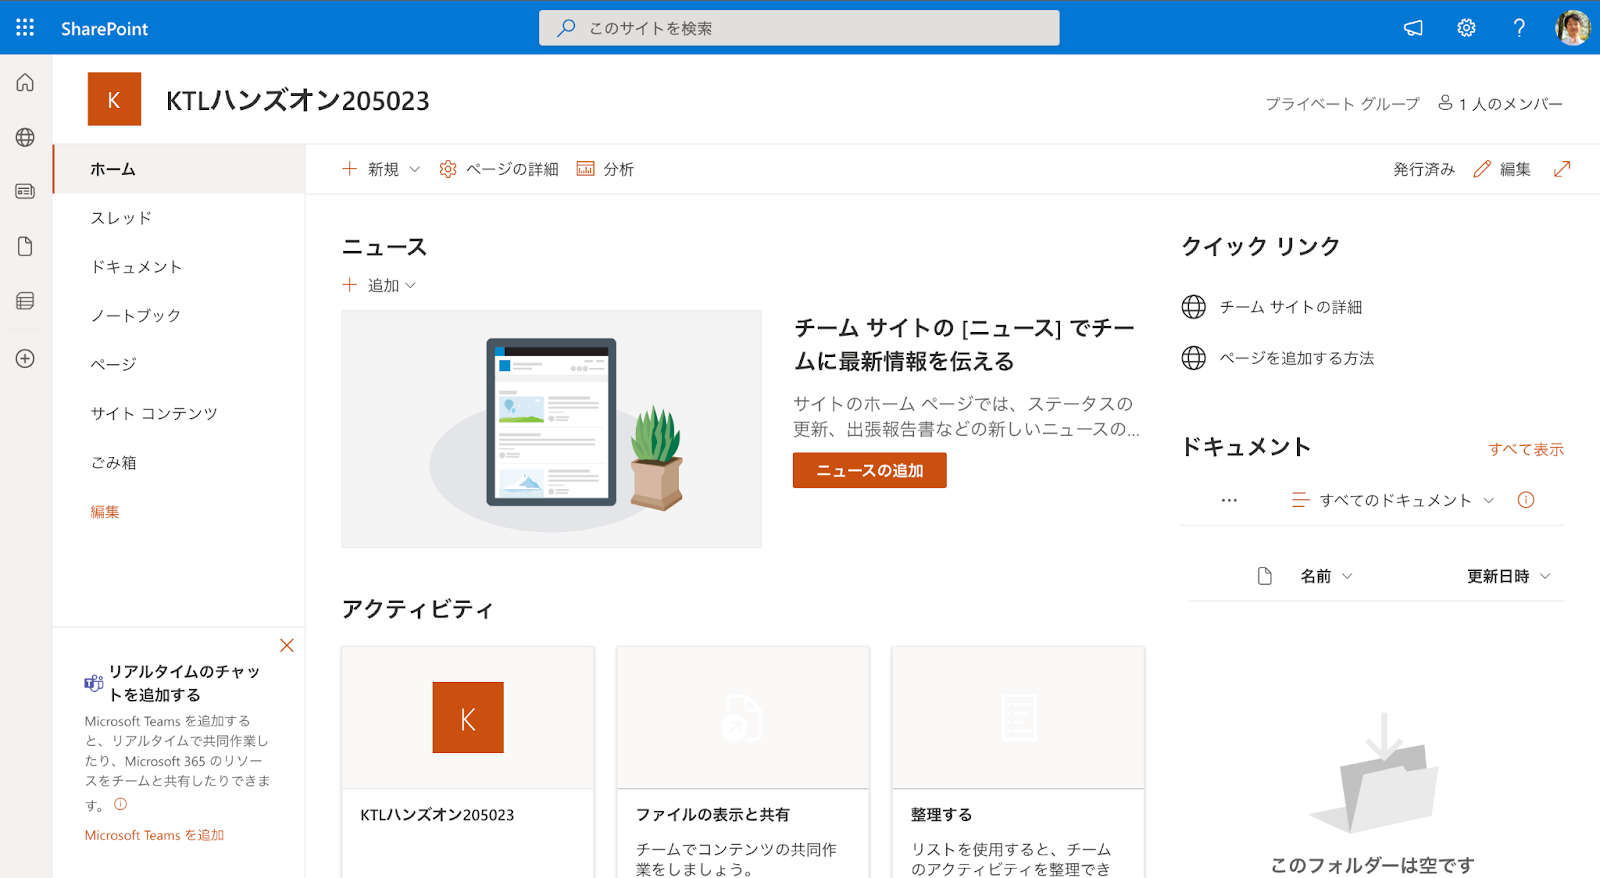 SharePoint
このサイトを検索
K
KTLハンズオン205023
プライベート グループ
1 人のメンバー
ホーム
スレッド
ドキュメント
ノートブック
ページ
サイト コンテンツ
ごみ箱
編集
リアルタイムのチャッ
トを追加する
Microsoft Teams を追加する
と、リアルタイムで共同作業し
たり、Microsoft 365 のリソー
スをチームと共有したりできま
す。
Microsoft Teams を追加
新規
ページの詳細
分析
発行済み
編集
ニュース
追加
チーム サイトの [ニュース] でチー
ムに最新情報を伝える
サイトのホーム ページでは、ステータスの
更新、出張報告書などの新しいニュースの...
ニュースの追加
アクティビティ
K
KTLハンズオン205023
ファイルの表示と共有
チームでコンテンツの共同作
業をしましょう。
整理する
リストを使用すると、チーム
のアクティビティを整理でき
クイック リンク
チーム サイトの詳細
ページを追加する方法
ドキュメント
すべて表示
すべてのドキュメント
名前
更新日時
このフォルダーは空です